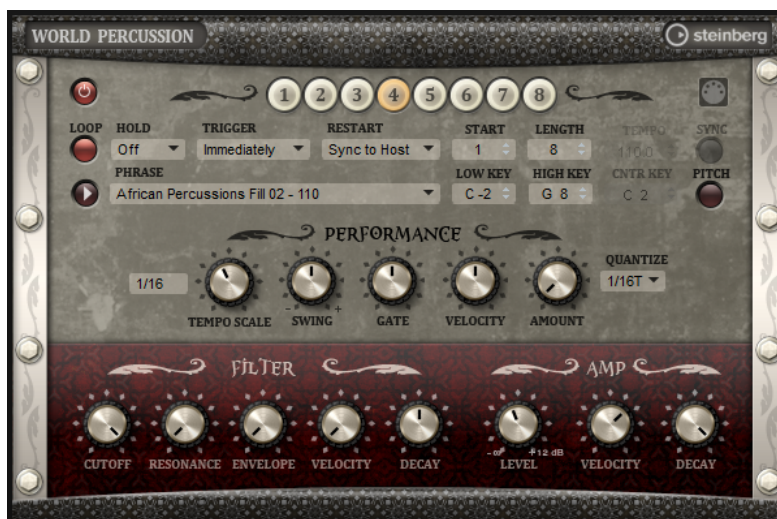 WORLD PERCUSSION steinberg
1 2 3 4 5 6 7 8
LOOP HOLD TRIGGER RESTART START LENGTH TEMPO SYNC
Off Immediately Sync to Host 1 8 110.0
PHRASE LOW KEY HIGH KEY CNTR KEY PITCH
African Percussions Fill 02 - 110 C -2 G 8 C 2
PERFORMANCE
QUANTIZE
1/16 1/16T
- +
TEMPO SCALE SWING GATE VELOCITY AMOUNT
FILTER AMP
-∞ +12 dB
CUTOFF RESONANCE ENVELOPE VELOCITY DECAY LEVEL VELOCITY DECAY